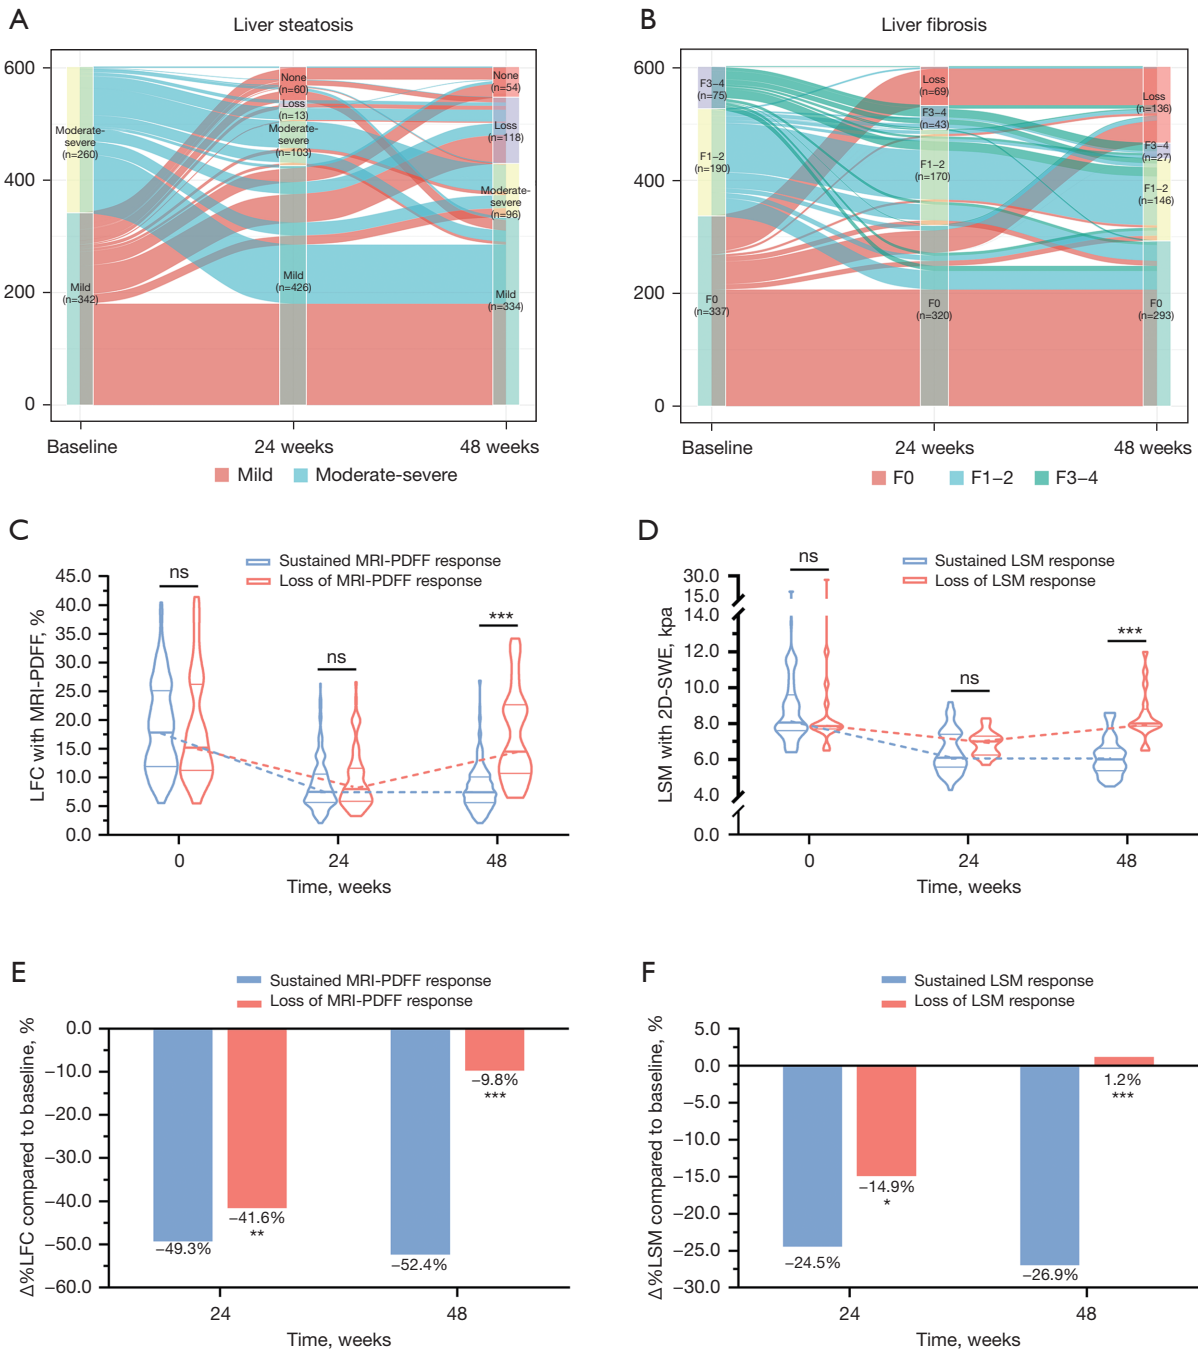 A
Liver steatosis
600
400
200
0
Moderate-
severe
(n=260)
Mild
(n=342)
None
(n=60)
Loss
(n=13)
Moderate-
severe
(n=103)
Mild
(n=426)
None
(n=54)
Loss
(n=118)
Moderate-
severe
(n=96)
Mild
(n=334)
Baseline
24 weeks
48 weeks
Mild
Moderate-severe
B
Liver fibrosis
600
400
200
0
F3–4
(n=75)
F1–2
(n=190)
F0
(n=337)
Loss
(n=69)
F3–4
(n=43)
F1–2
(n=170)
F0
(n=320)
Loss
(n=136)
F3–4
(n=27)
F1–2
(n=146)
F0
(n=293)
Baseline
24 weeks
48 weeks
F0
F1–2
F3–4
C
Sustained MRI-PDFF response
Loss of MRI-PDFF response
LFC with MRI-PDFF, %
45.0
40.0
35.0
30.0
25.0
20.0
15.0
10.0
5.0
0.0
ns
ns
***
0
24
48
Time, weeks
D
Sustained LSM response
Loss of LSM response
LSM with 2D-SWE, kpa
30.0
15.0
14.0
10.0
8.0
6.0
4.0
0.0
ns
ns
***
0
24
48
Time, weeks
E
Sustained MRI-PDFF response
Loss of MRI-PDFF response
Δ%LFC compared to baseline, %
0.0
−10.0
−20.0
−30.0
−40.0
−50.0
−60.0
−49.3%
−41.6%
**
−52.4%
−9.8%
***
24
48
Time, weeks
F
Sustained LSM response
Loss of LSM response
Δ%LSM compared to baseline, %
5.0
0.0
−5.0
−10.0
−15.0
−20.0
−25.0
−30.0
−24.5%
−14.9%
*
−26.9%
1.2%
***
24
48
Time, weeks